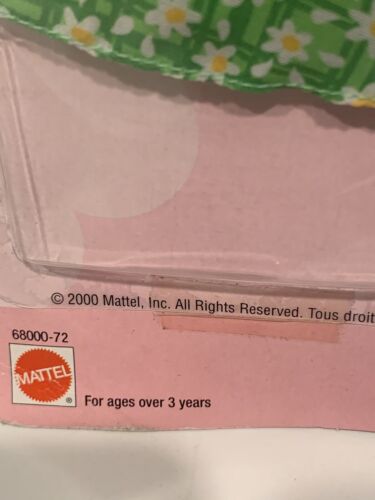 © 2000 Mattel, Inc. All Rights Reserved. Tous droit
68000-72
MATTEL
®
For ages over 3 years